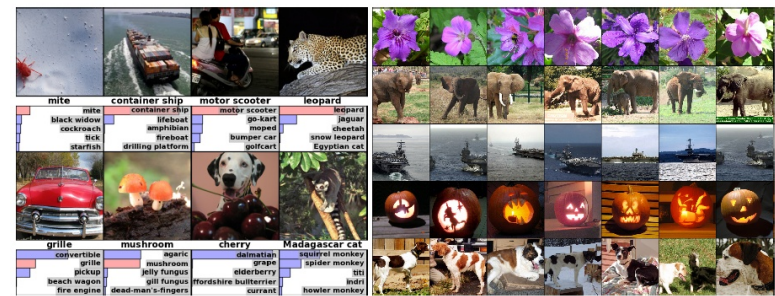 mite container ship motor scooter leopard
mite container ship motor scooter leopard
black widow lifeboat go-kart jaguar
cockroach amphibian moped cheetah
tick fireboat bumper car snow leopard
starfish drilling platform golfcart Egyptian cat
grille mushroom cherry Madagascar cat
convertible agaric dalmatian squirrel monkey
grille mushroom grape spider monkey
pickup jelly fungus elderberry titi
beach wagon gill fungus ffordshire bullterrier indri
fire engine dead-man's-fingers currant howler monkey